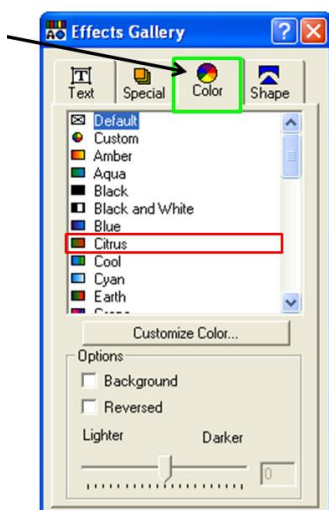 Effects Gallery
Text Special Color Shape
Default
Custom
Amber
Aqua
Black
Black and White
Blue
Citrus
Cool
Cyan
Earth
Customize Color...
Options
Background
Reversed
Lighter Darker
0